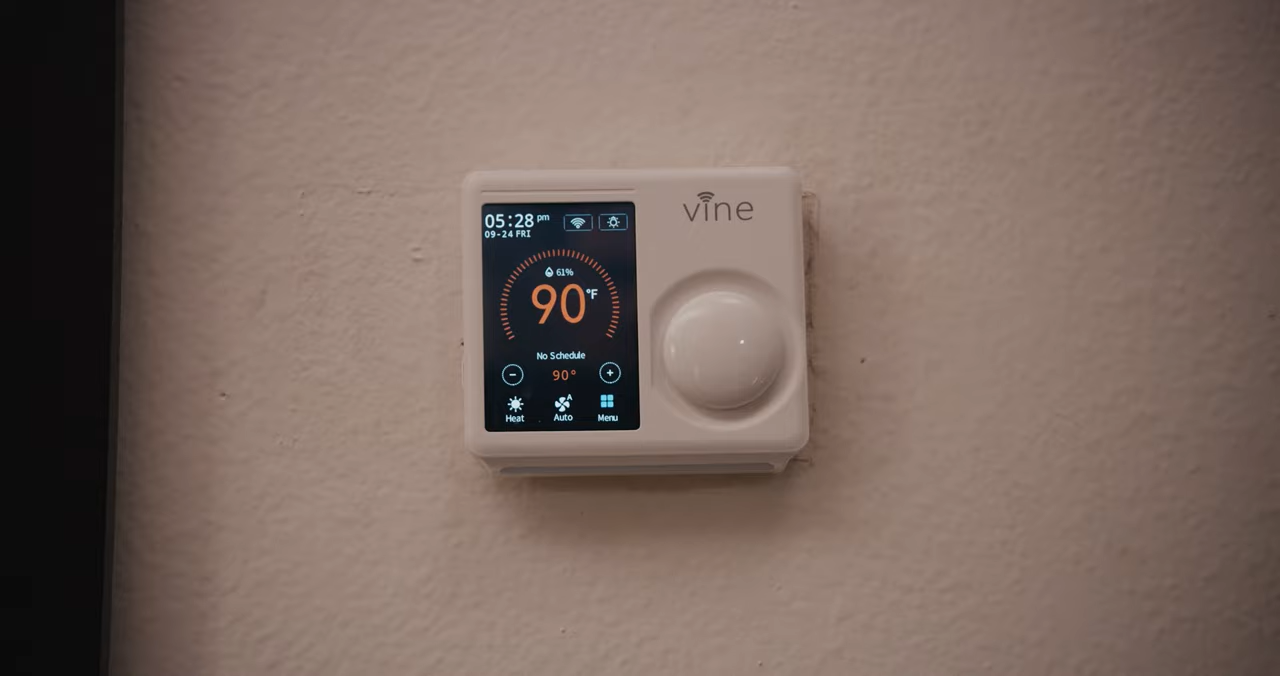 05:28 pm
09-24 FRI
vine
61%
90°F
No Schedule
− 90° +
A
Heat Auto Menu